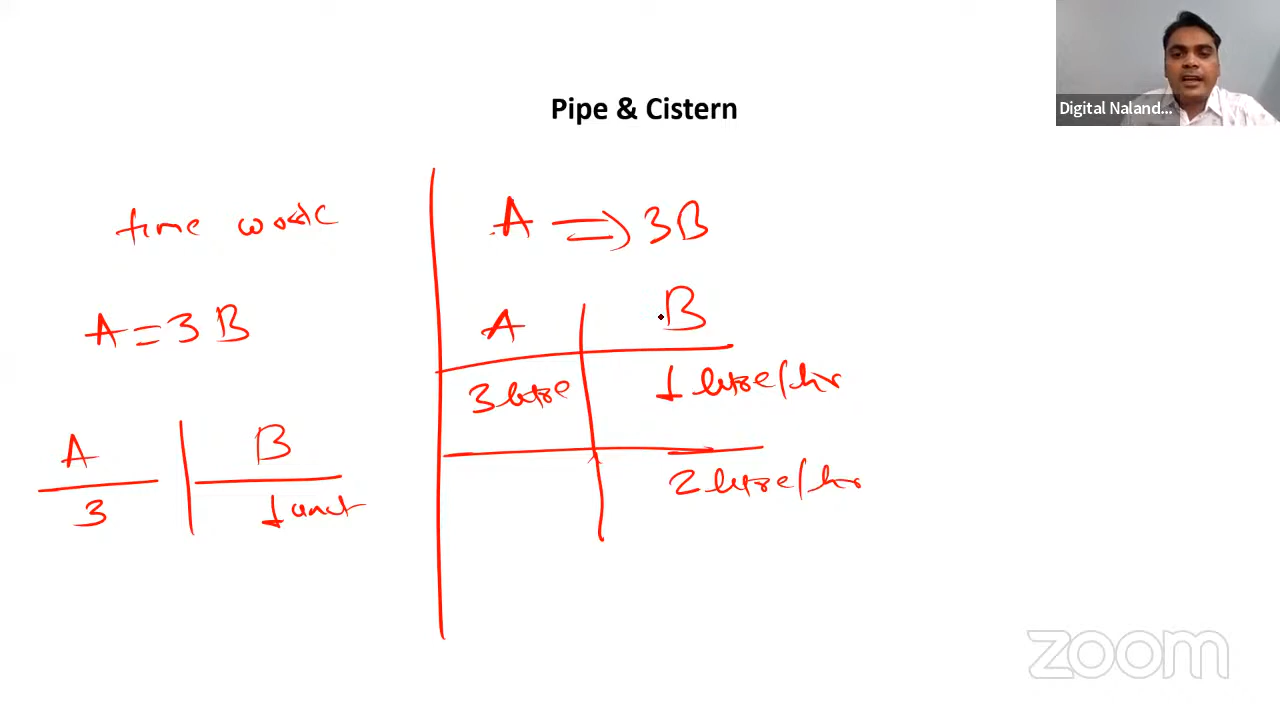 Pipe & Cistern
Digital Naland...
time work
A = 3 B
A B
3 1 unit
A => 3B
A B
3 litre 1 litre/hr
2 litre/hr
zoom